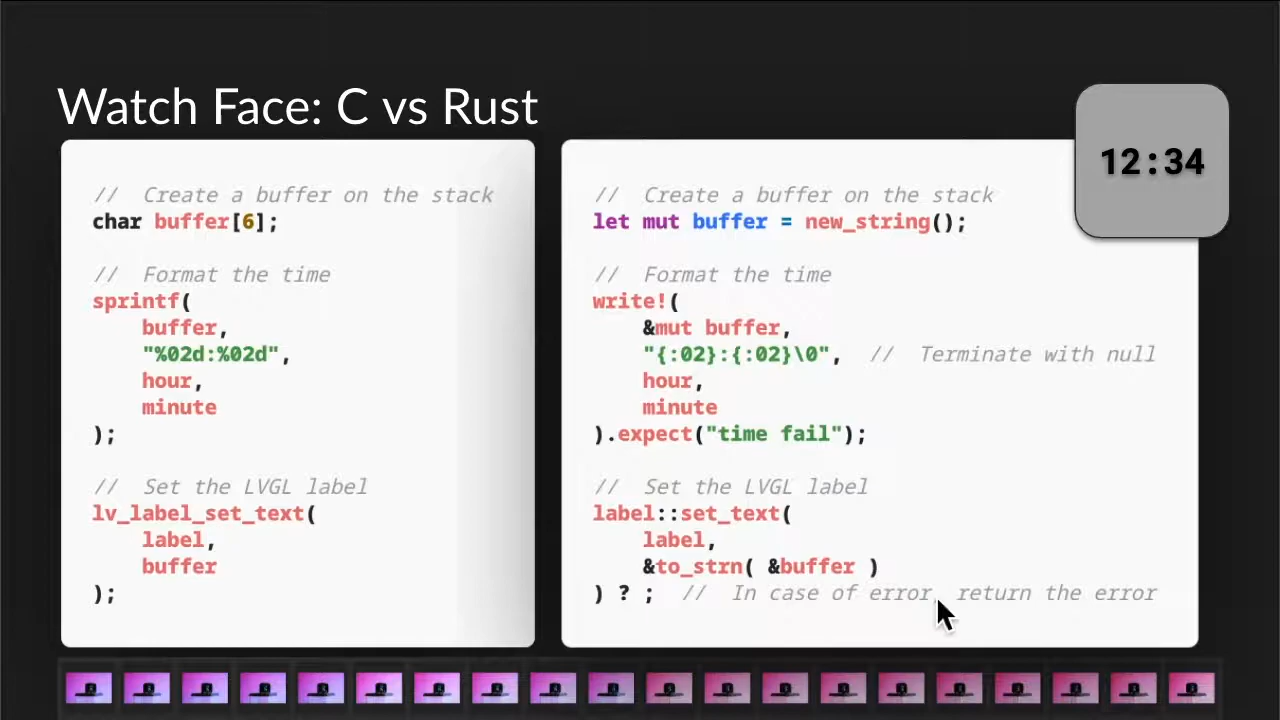 Watch Face: C vs Rust
12:34
// Create a buffer on the stack
char buffer[6];
// Format the time
sprintf(
buffer,
"%02d:%02d",
hour,
minute
);
// Set the LVGL label
lv_label_set_text(
label,
buffer
);
// Create a buffer on the stack
let mut buffer = new_string();
// Format the time
write!(
&mut buffer,
"{:02}:{:02}\0", // Terminate with null
hour,
minute
).expect("time fail");
// Set the LVGL label
label::set_text(
label,
&to_strn( &buffer )
) ? ; // In case of error, return the error